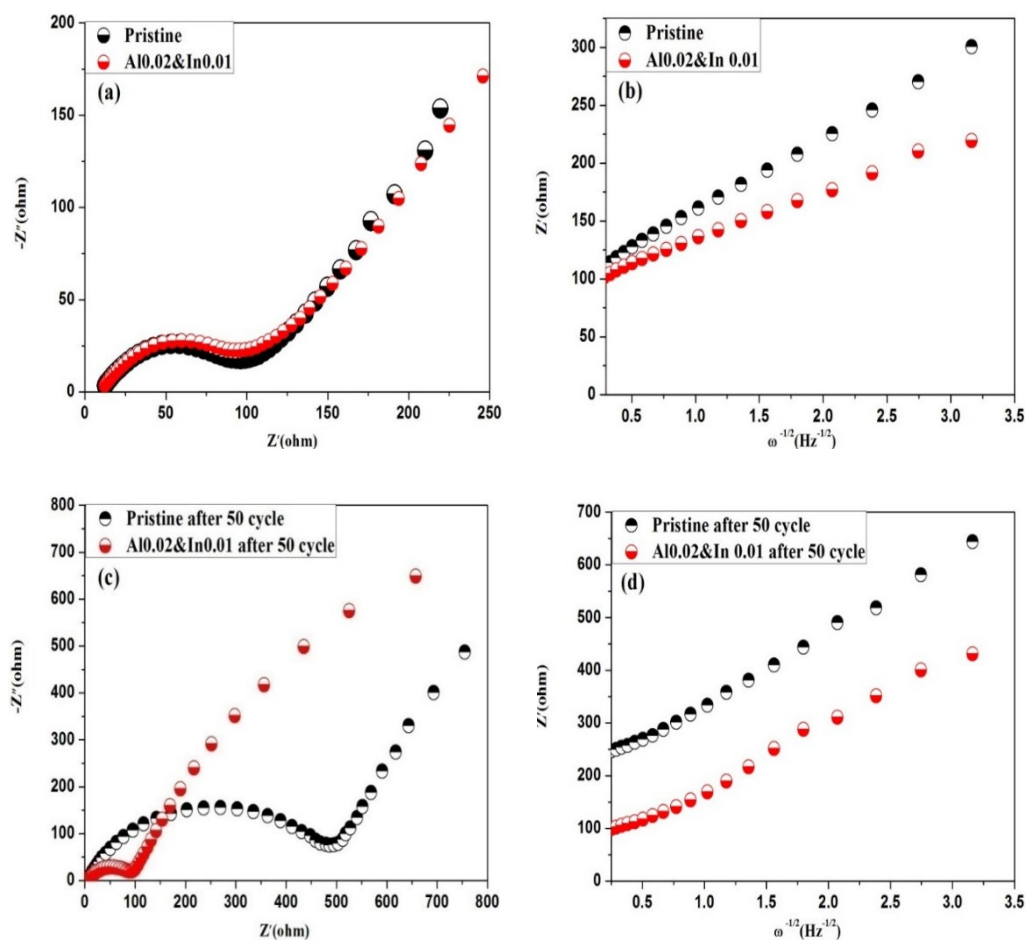 Pristine
Al0.02&In0.01
(a)
200
150
100
50
0
-Z″(ohm)
0 50 100 150 200 250
Z′(ohm)
Pristine
Al0.02&In 0.01
(b)
300
250
200
150
100
50
0
Z′(ohm)
0.5 1.0 1.5 2.0 2.5 3.0 3.5
ω -1/2(Hz-1/2)
Pristine after 50 cycle
Al0.02&In0.01 after 50 cycle
(c)
800
700
600
500
400
300
200
100
0
-Z″(ohm)
0 100 200 300 400 500 600 700 800
Z′(ohm)
Pristine after 50 cycle
Al0.02&In 0.01 after 50 cycle
(d)
700
600
500
400
300
200
100
0
Z′(ohm)
0.5 1.0 1.5 2.0 2.5 3.0 3.5
ω -1/2(Hz-1/2)